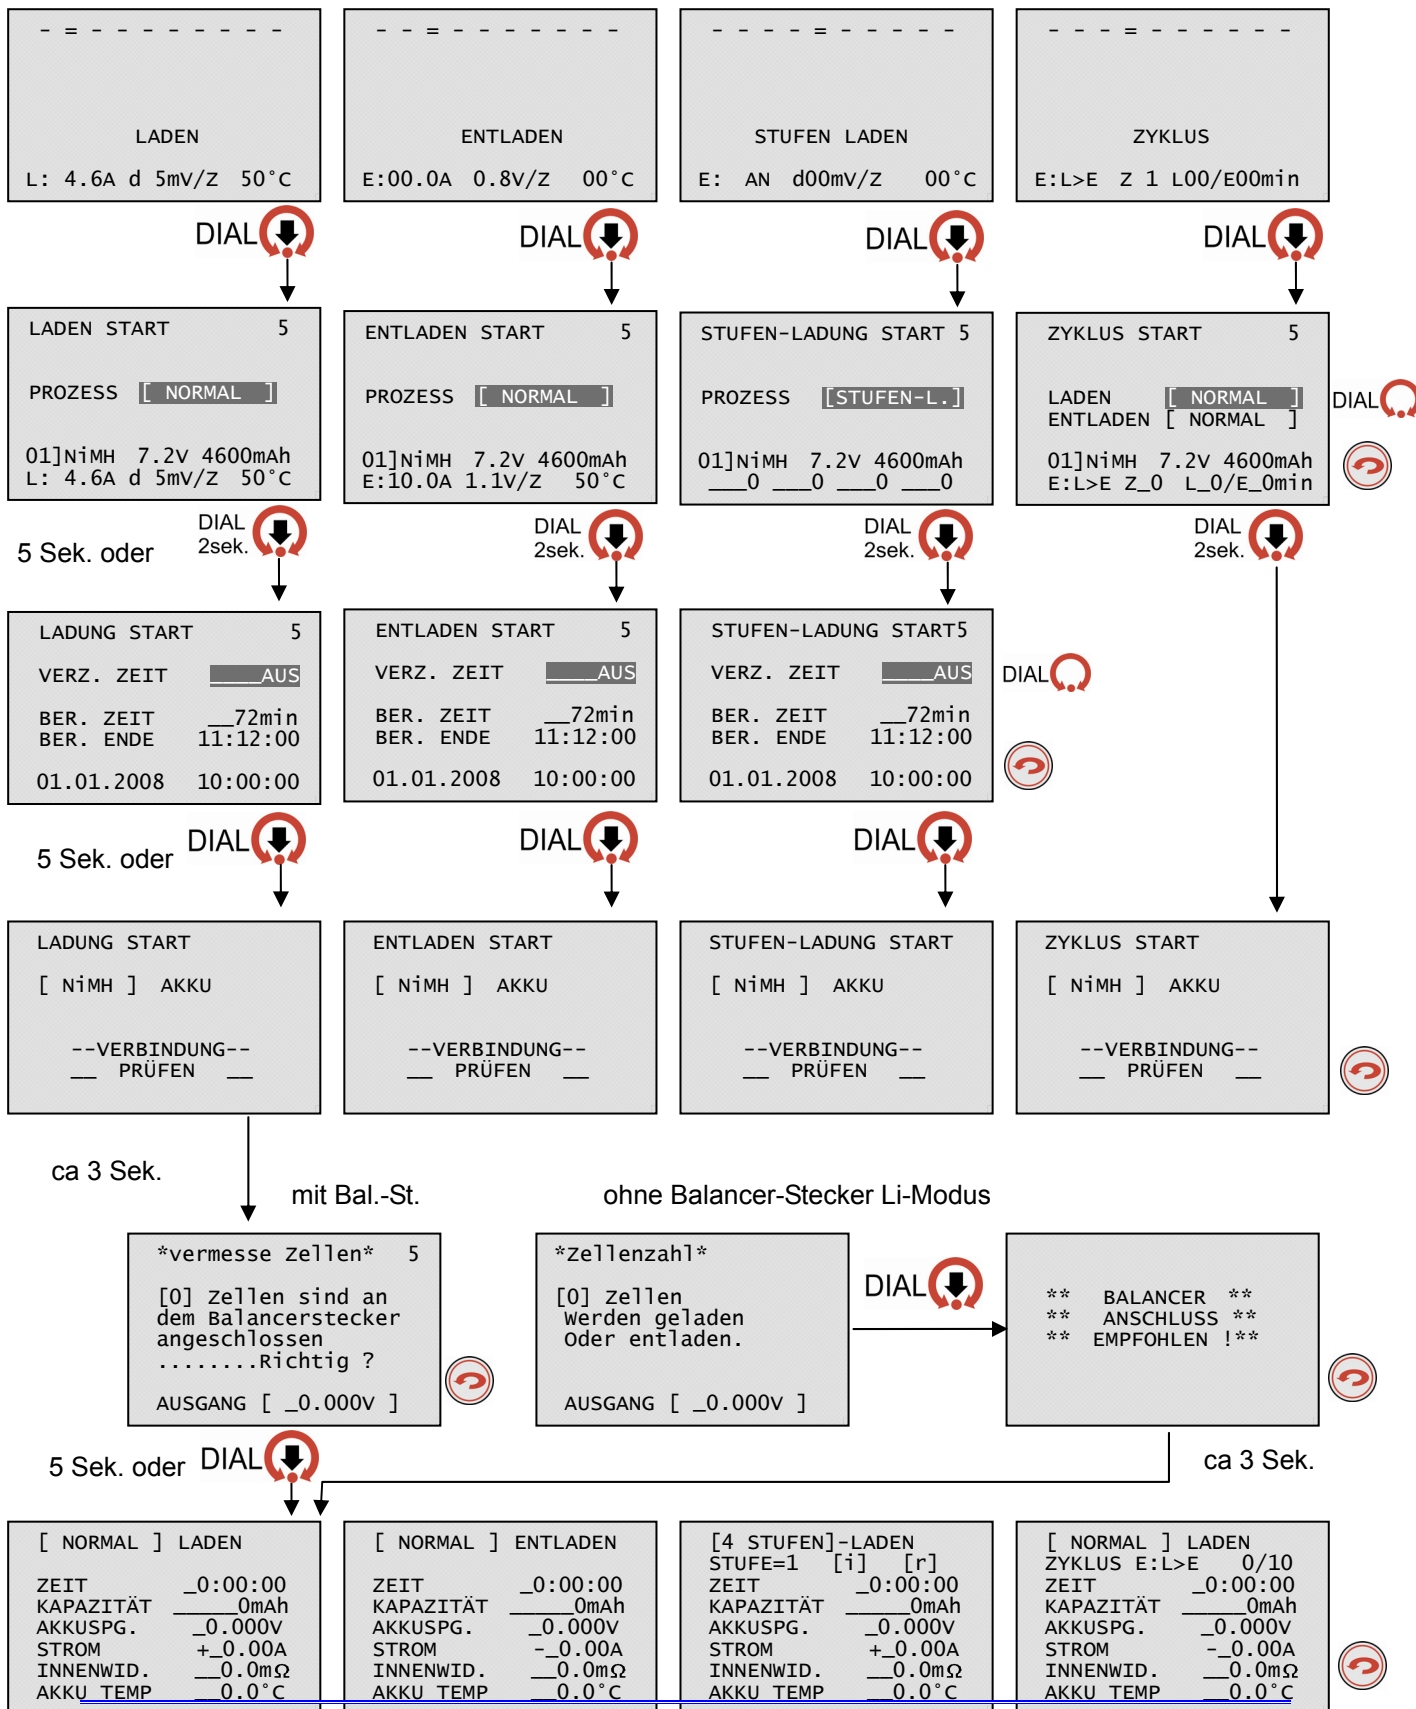 - = - - - - - - - -
LADEN
L: 4.6A d 5mV/Z 50°C
- - = - - - - - - -
ENTLADEN
E:00.0A 0.8V/Z 00°C
- - - - = - - - - -
STUFEN LADEN
E: AN d00mV/Z 00°C
- - - = - - - - - -
ZYKLUS
E:L>E Z 1 L00/E00min
DIAL
DIAL
DIAL
DIAL
LADEN START 5
PROZESS [ NORMAL ]
01]NiMH 7.2V 4600mAh
L: 4.6A d 5mV/Z 50°C
ENTLADEN START 5
PROZESS [ NORMAL ]
01]NiMH 7.2V 4600mAh
E:10.0A 1.1V/Z 50°C
STUFEN-LADUNG START 5
PROZESS [STUFEN-L.]
01]NiMH 7.2V 4600mAh
___0 ___0 ___0 ___0
ZYKLUS START 5
LADEN [ NORMAL ]
ENTLADEN [ NORMAL ]
01]NiMH 7.2V 4600mAh
E:L>E Z_0 L_0/E_0min
DIAL
5 Sek. oder
DIAL
2sek.
DIAL
2sek.
DIAL
2sek.
DIAL
2sek.
LADUNG START 5
VERZ. ZEIT ____AUS
BER. ZEIT __72min
BER. ENDE 11:12:00
01.01.2008 10:00:00
ENTLADEN START 5
VERZ. ZEIT ____AUS
BER. ZEIT __72min
BER. ENDE 11:12:00
01.01.2008 10:00:00
STUFEN-LADUNG START5
VERZ. ZEIT ____AUS
BER. ZEIT __72min
BER. ENDE 11:12:00
01.01.2008 10:00:00
DIAL
5 Sek. oder
DIAL
DIAL
DIAL
LADUNG START
[ NiMH ] AKKU
--VERBINDUNG--
__ PRÜFEN __
ENTLADEN START
[ NiMH ] AKKU
--VERBINDUNG--
__ PRÜFEN __
STUFEN-LADUNG START
[ NiMH ] AKKU
--VERBINDUNG--
__ PRÜFEN __
ZYKLUS START
[ NiMH ] AKKU
--VERBINDUNG--
__ PRÜFEN __
ca 3 Sek.
mit Bal.-St.
ohne Balancer-Stecker Li-Modus
*vermesse Zellen* 5
[0] Zellen sind an
dem Balancerstecker
angeschlossen
........Richtig ?
AUSGANG [ _0.000V ]
*Zellenzahl*
[0] Zellen
Werden geladen
Oder entladen.
AUSGANG [ _0.000V ]
DIAL
** BALANCER **
** ANSCHLUSS **
** EMPFOHLEN !**
5 Sek. oder
DIAL
ca 3 Sek.
[ NORMAL ] LADEN
ZEIT _0:00:00
KAPAZITÄT _____0mAh
AKKUSPG. _0.000V
STROM +_0.00A
INNENWID. __0.0mΩ
AKKU TEMP __0.0°C
[ NORMAL ] ENTLADEN
ZEIT _0:00:00
KAPAZITÄT _____0mAh
AKKUSPG. _0.000V
STROM -_0.00A
INNENWID. __0.0mΩ
AKKU TEMP __0.0°C
[4 STUFEN]-LADEN
STUFE=1 [i] [r]
ZEIT _0:00:00
KAPAZITÄT _____0mAh
AKKUSPG. _0.000V
STROM +_0.00A
INNENWID. __0.0mΩ
AKKU TEMP __0.0°C
[ NORMAL ] LADEN
ZYKLUS E:L>E 0/10
ZEIT _0:00:00
KAPAZITÄT _____0mAh
AKKUSPG. _0.000V
STROM -_0.00A
INNENWID. __0.0mΩ
AKKU TEMP __0.0°C